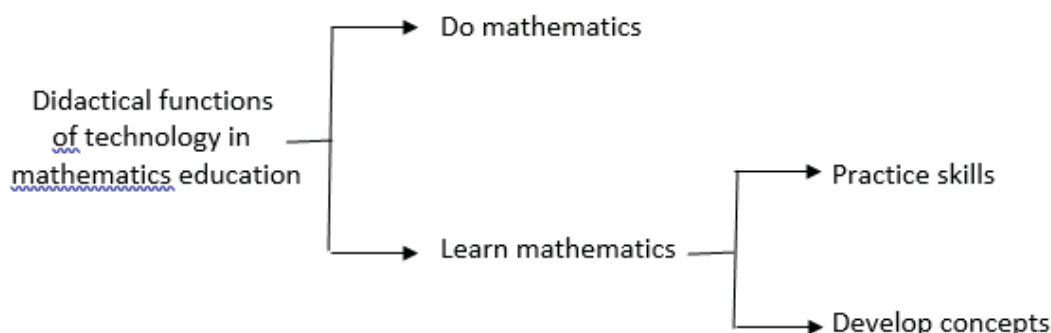 Do mathematics
Didactical functions
of technology in
mathematics education
Practice skills
Learn mathematics
Develop concepts